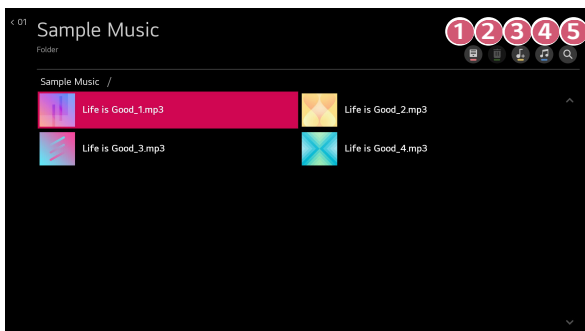 < 01
Sample Music
Folder
1 2 3 4 5
Sample Music /
Life is Good_1.mp3
Life is Good_2.mp3
Life is Good_3.mp3
Life is Good_4.mp3